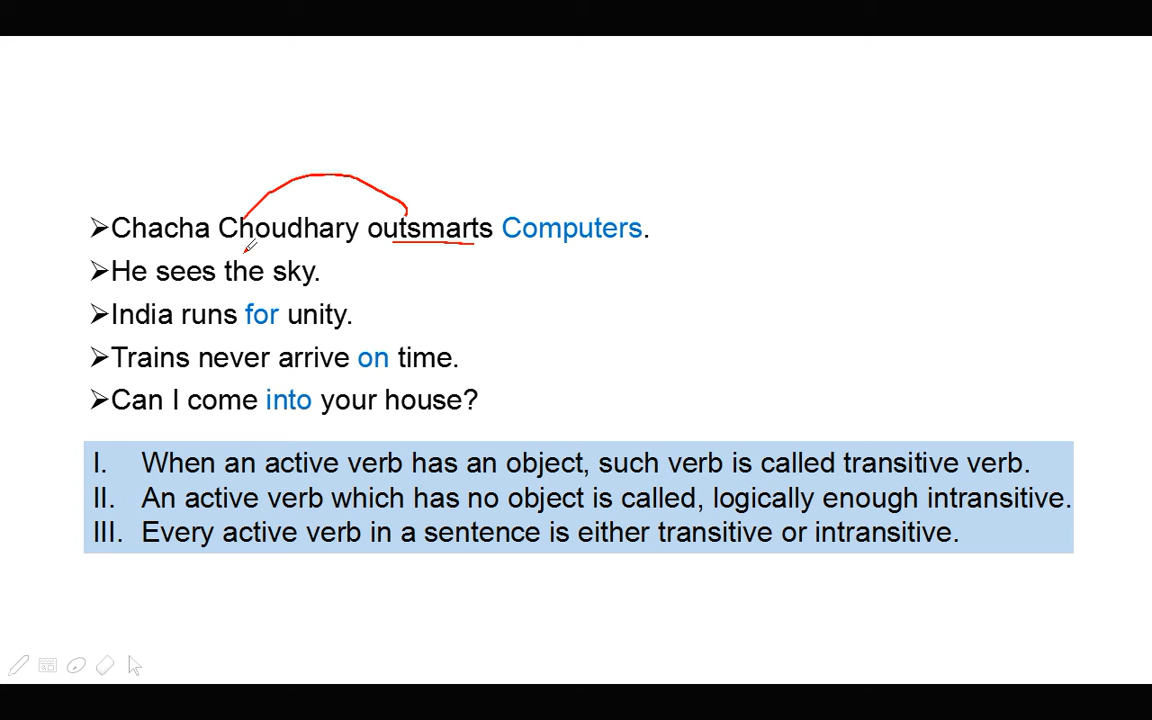 ➢Chacha Choudhary outsmarts Computers.
➢He sees the sky.
➢India runs for unity.
➢Trains never arrive on time.
➢Can I come into your house?
I. When an active verb has an object, such verb is called transitive verb.
II. An active verb which has no object is called, logically enough intransitive.
III. Every active verb in a sentence is either transitive or intransitive.